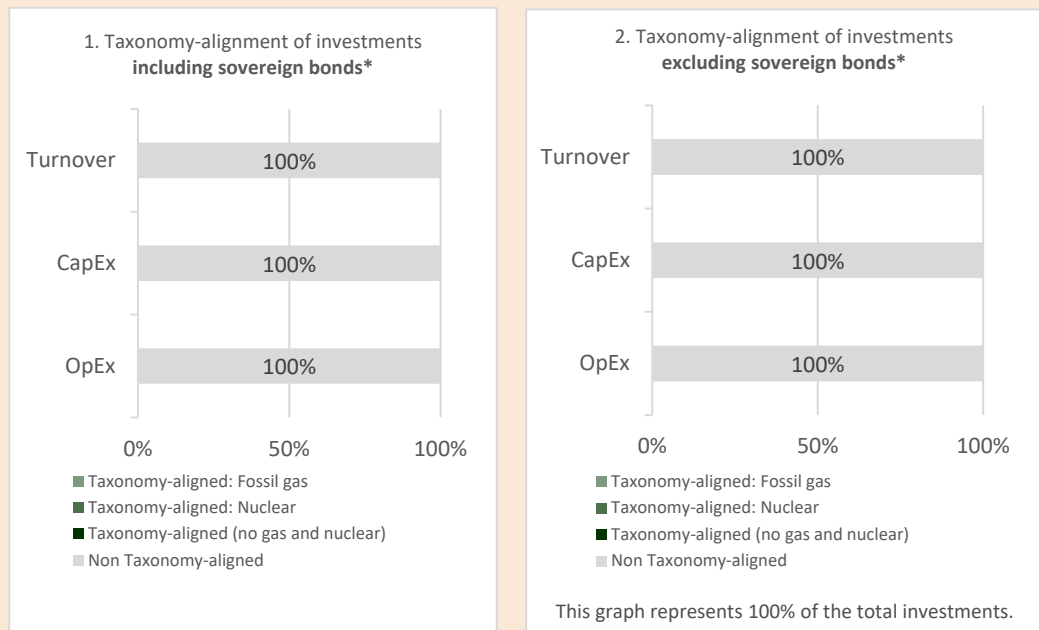 1. Taxonomy-alignment of investments
including sovereign bonds*
Turnover
100%
CapEx
100%
OpEx
100%
0%
50%
100%
Taxonomy-aligned: Fossil gas
Taxonomy-aligned: Nuclear
Taxonomy-aligned (no gas and nuclear)
Non Taxonomy-aligned
2. Taxonomy-alignment of investments
excluding sovereign bonds*
Turnover
100%
CapEx
100%
OpEx
100%
0%
50%
100%
Taxonomy-aligned: Fossil gas
Taxonomy-aligned: Nuclear
Taxonomy-aligned (no gas and nuclear)
Non Taxonomy-aligned
This graph represents 100% of the total investments.